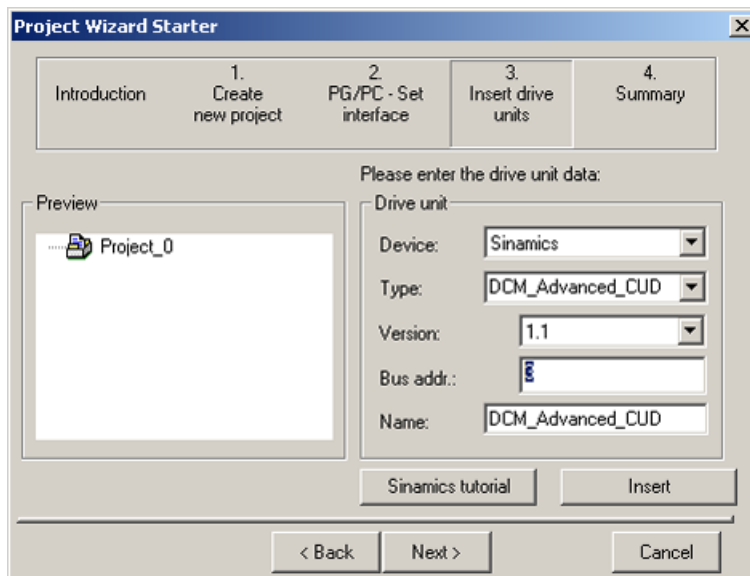 Project Wizard Starter
Introduction
1.
Create
new project
2.
PG/PC - Set
interface
3.
Insert drive
units
4.
Summary
Please enter the drive unit data:
Preview
Project_0
Drive unit
Device: Sinamics
Type: DCM_Advanced_CUD
Version: 1.1
Bus addr.: 3
Name: DCM_Advanced_CUD
Sinamics tutorial
Insert
< Back
Next >
Cancel